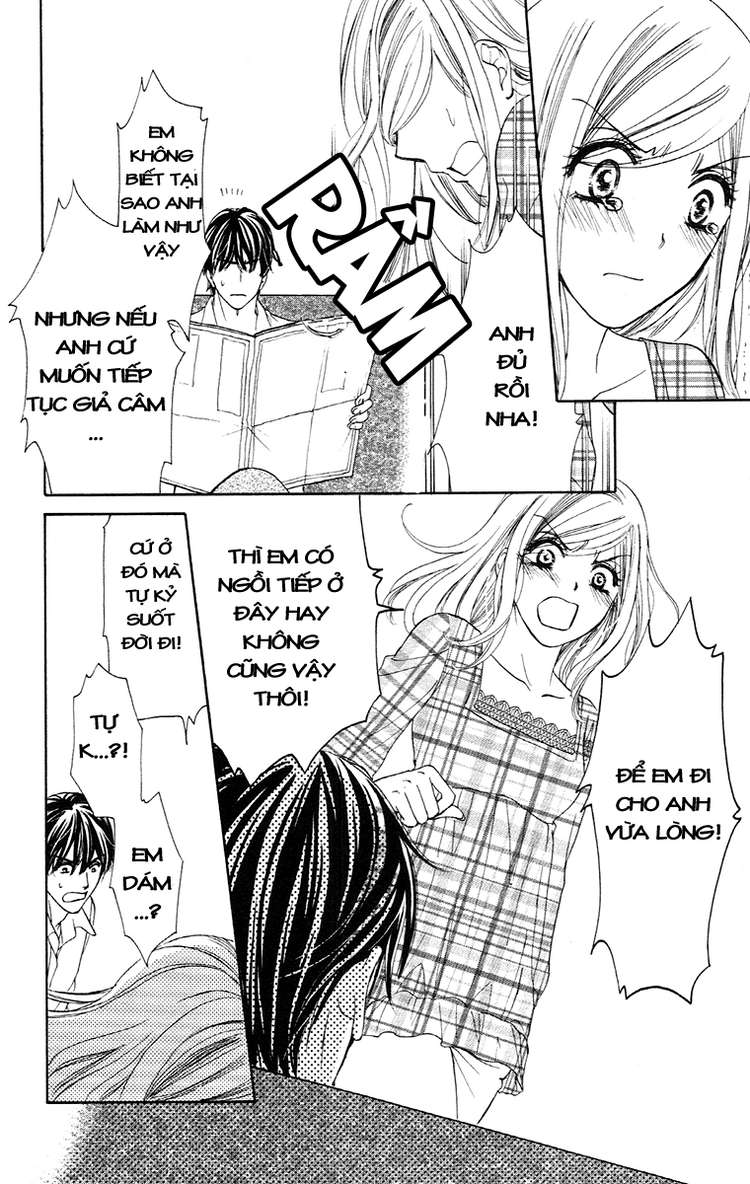 ANH
ĐỦ
RỒI
NHA!
RẦM
EM
KHÔNG
BIẾT TẠI
SAO ANH
LÀM NHƯ
VẬY
NHƯNG NẾU
ANH CỨ
MUỐN TIẾP
TỤC GIẢ CÂM
...
THÌ EM CÓ
NGỒI TIẾP Ở
ĐÂY HAY
KHÔNG
CŨNG VẬY
THÔI!
ĐỂ EM ĐI
CHO ANH
VỪA LÒNG!
CỨ Ở
ĐÓ MÀ
TỰ KỶ
SUỐT
ĐỜI ĐI!
TỰ
K...?!
EM
DÁM
...?